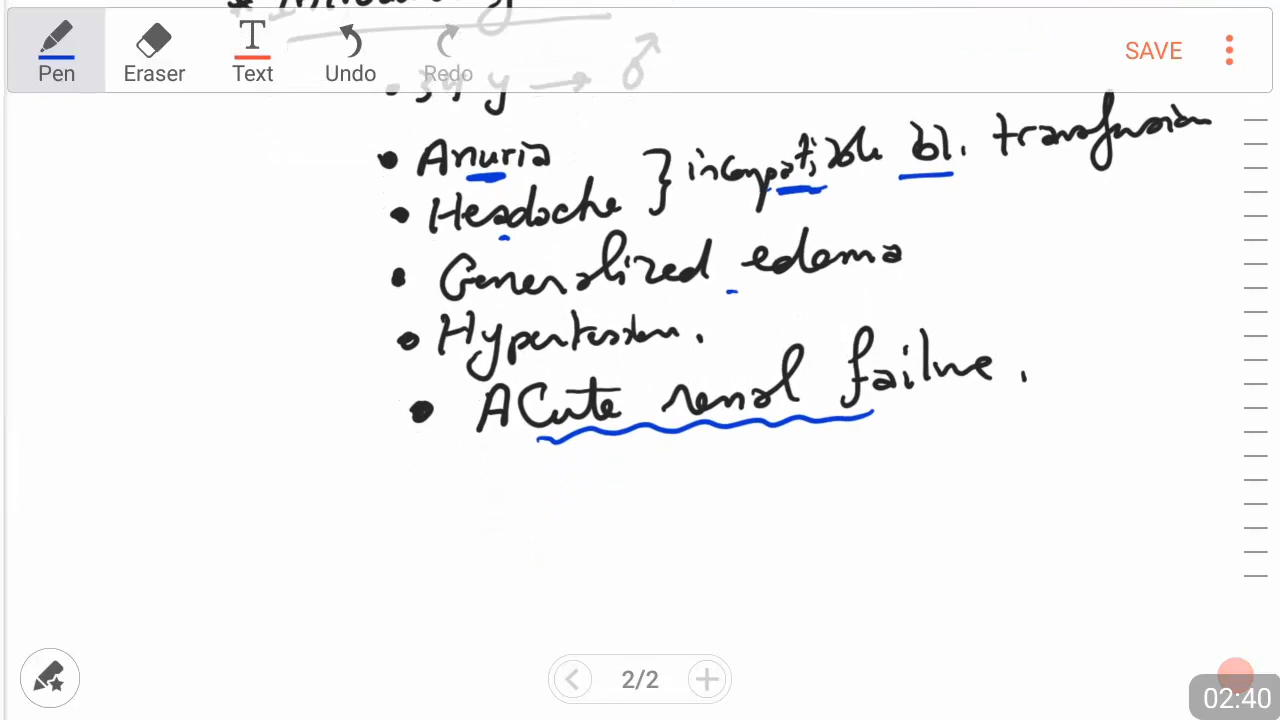 Pen
Eraser
Text
Undo
Redo
SAVE
• 34 y → ♂
• Anuria
• Headache } incompatible bl. transfusion
• Generalized edema
• Hypertension.
• ACute renal failure.
2/2
02:40